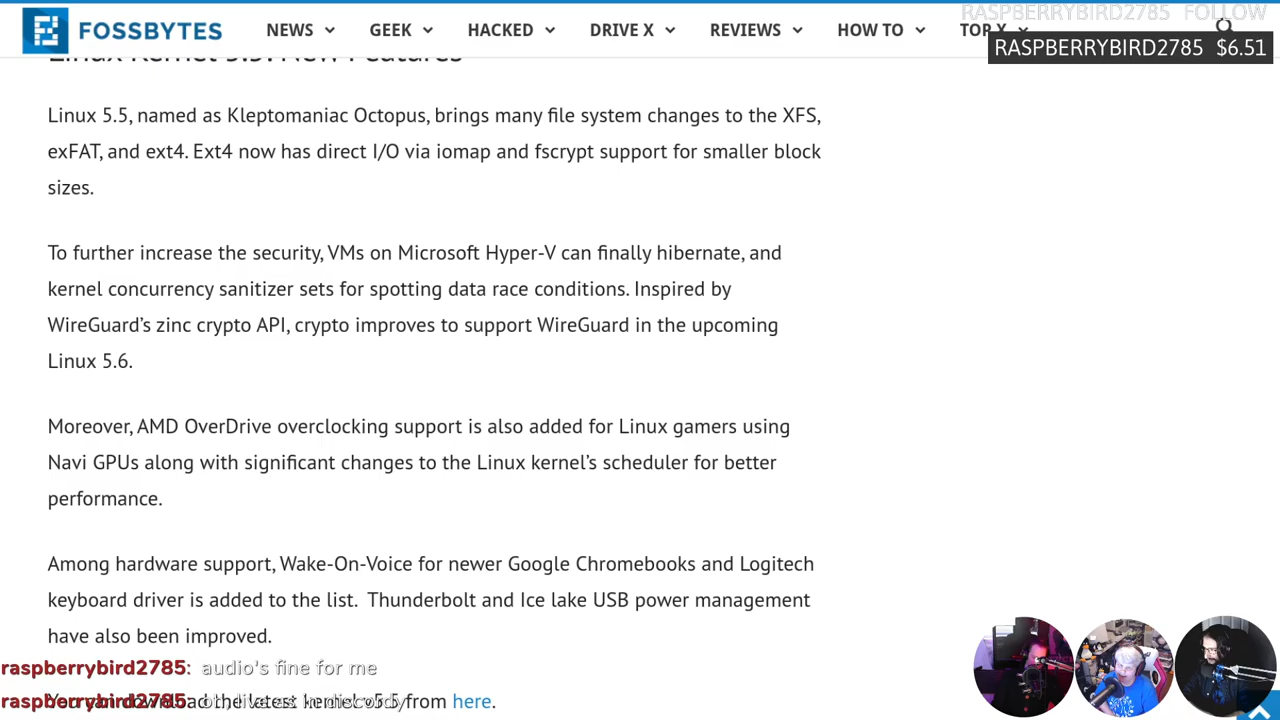 RASPBERRYBIRD2785 FOLLOW
FOSSBYTES
NEWS GEEK HACKED DRIVE X REVIEWS HOW TO TOP X
RASPBERRYBIRD2785 $6.51
Linux Kernel 5.5: New Features
Linux 5.5, named as Kleptomaniac Octopus, brings many file system changes to the XFS,
exFAT, and ext4. Ext4 now has direct I/O via iomap and fscrypt support for smaller block
sizes.
To further increase the security, VMs on Microsoft Hyper-V can finally hibernate, and
kernel concurrency sanitizer sets for spotting data race conditions. Inspired by
WireGuard’s zinc crypto API, crypto improves to support WireGuard in the upcoming
Linux 5.6.
Moreover, AMD OverDrive overclocking support is also added for Linux gamers using
Navi GPUs along with significant changes to the Linux kernel’s scheduler for better
performance.
Among hardware support, Wake-On-Voice for newer Google Chromebooks and Logitech
keyboard driver is added to the list. Thunderbolt and Ice lake USB power management
have also been improved.
raspberrybird2785: audio's fine for me
You can download the latest kernel v5.5 from here.
raspberrybird2785: